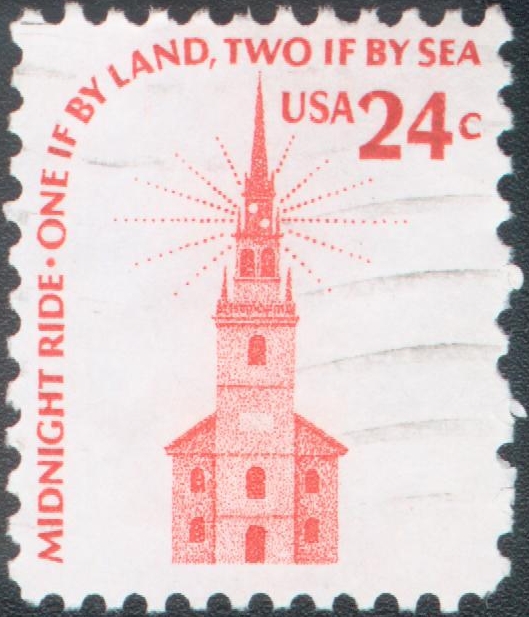 MIDNIGHT RIDE • ONE IF BY LAND, TWO IF BY SEA
USA 24c